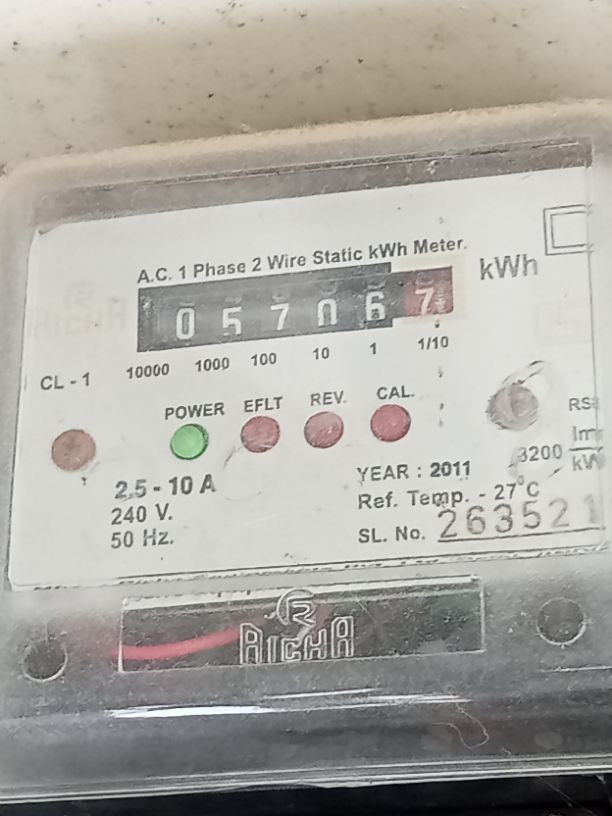 A.C. 1 Phase 2 Wire Static kWh Meter.
0 5 7 0 6 7 kWh
10000 1000 100 10 1 1/10
CL - 1
POWER EFLT REV. CAL.
RS
3200
2.5 - 10 A
240 V.
50 Hz.
YEAR : 2011
Ref. Temp. - 27°C
SL. No. 263521
RICHA